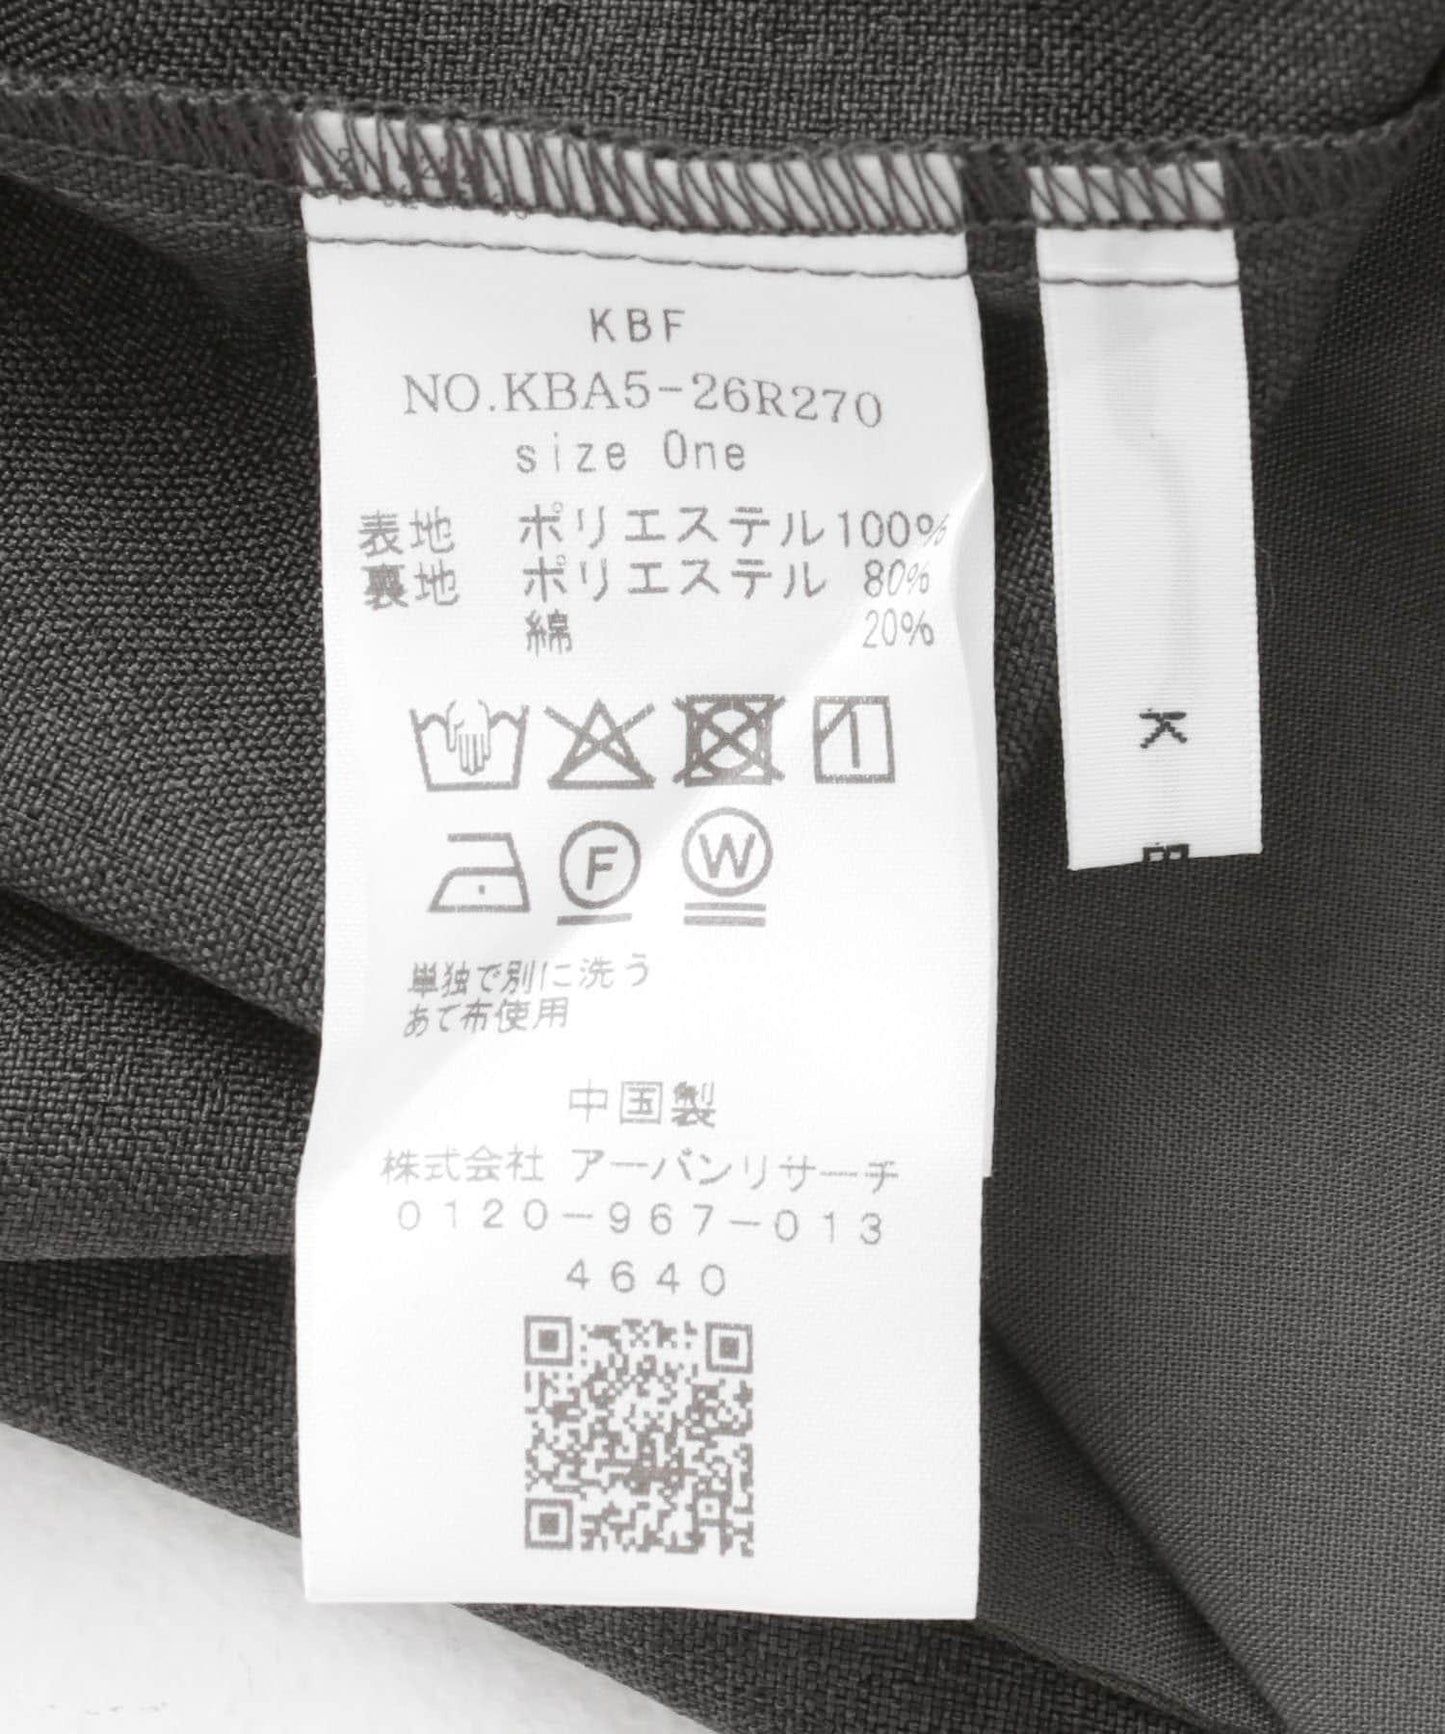 KBF
NO.KBA5-26R270
size One
表地 ポリエステル100%
裏地 ポリエステル 80%
綿 20%
F W
単独で別に洗う
あて布使用
中国製
株式会社 アーバンリサーチ
0120-967-013
4640
K B